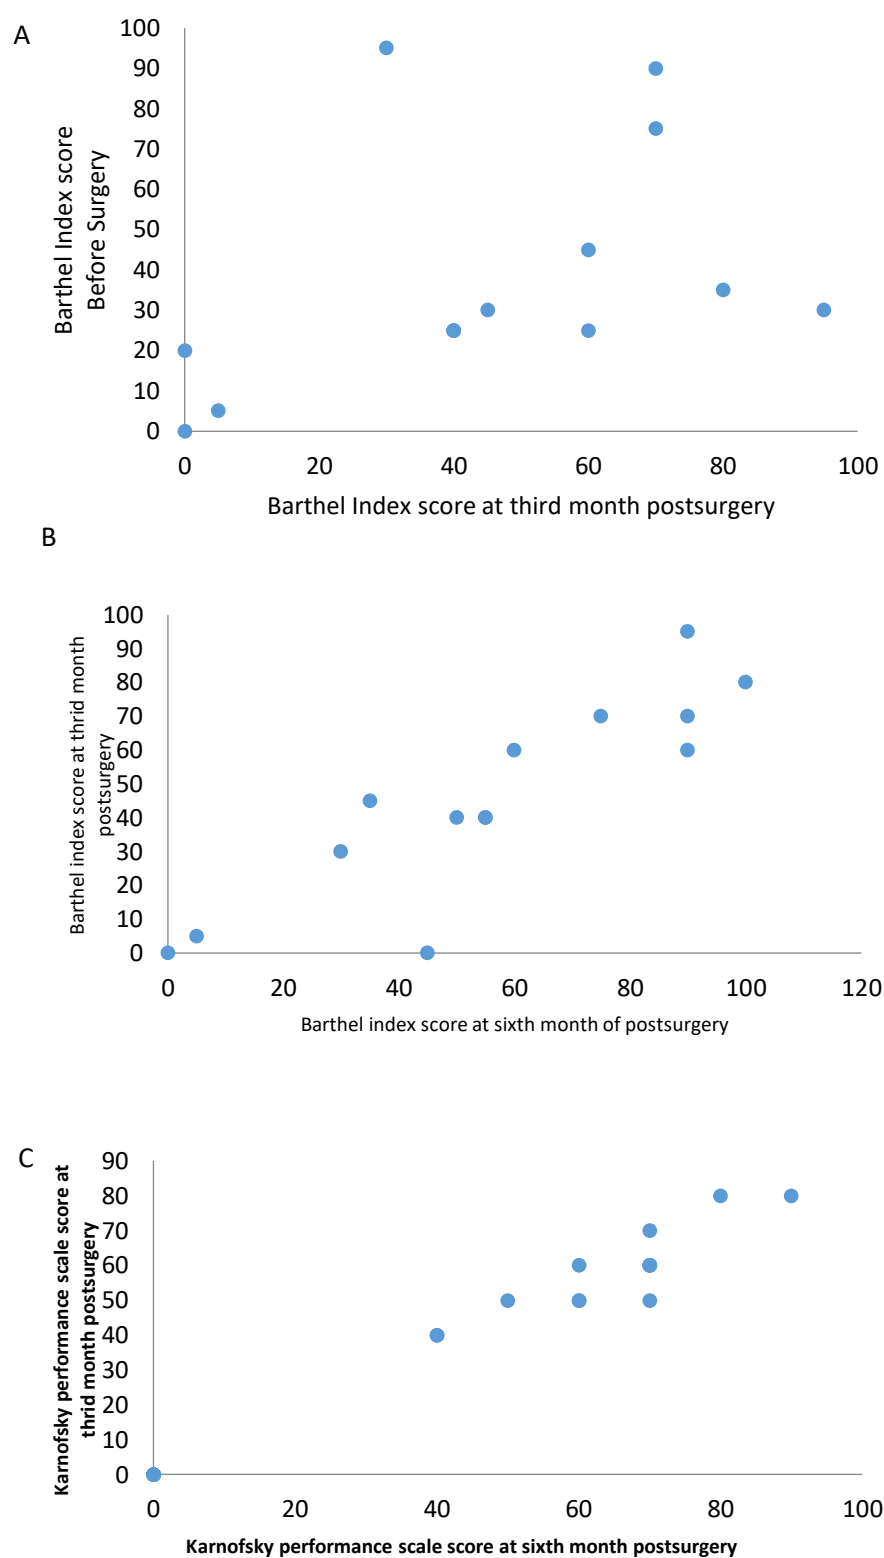 A
100
90
80
70
60
50
40
30
20
10
0
Barthel Index score
Before Surgery
0 20 40 60 80 100
Barthel Index score at third month postsurgery
B
100
90
80
70
60
50
40
30
20
10
0
Barthel index score at thrid month
postsurgery
0 20 40 60 80 100 120
Barthel index score at sixth month of postsurgery
C
90
80
70
60
50
40
30
20
10
0
Karnofsky performance scale score at
thrid month postsurgery
0 20 40 60 80 100
Karnofsky performance scale score at sixth month postsurgery